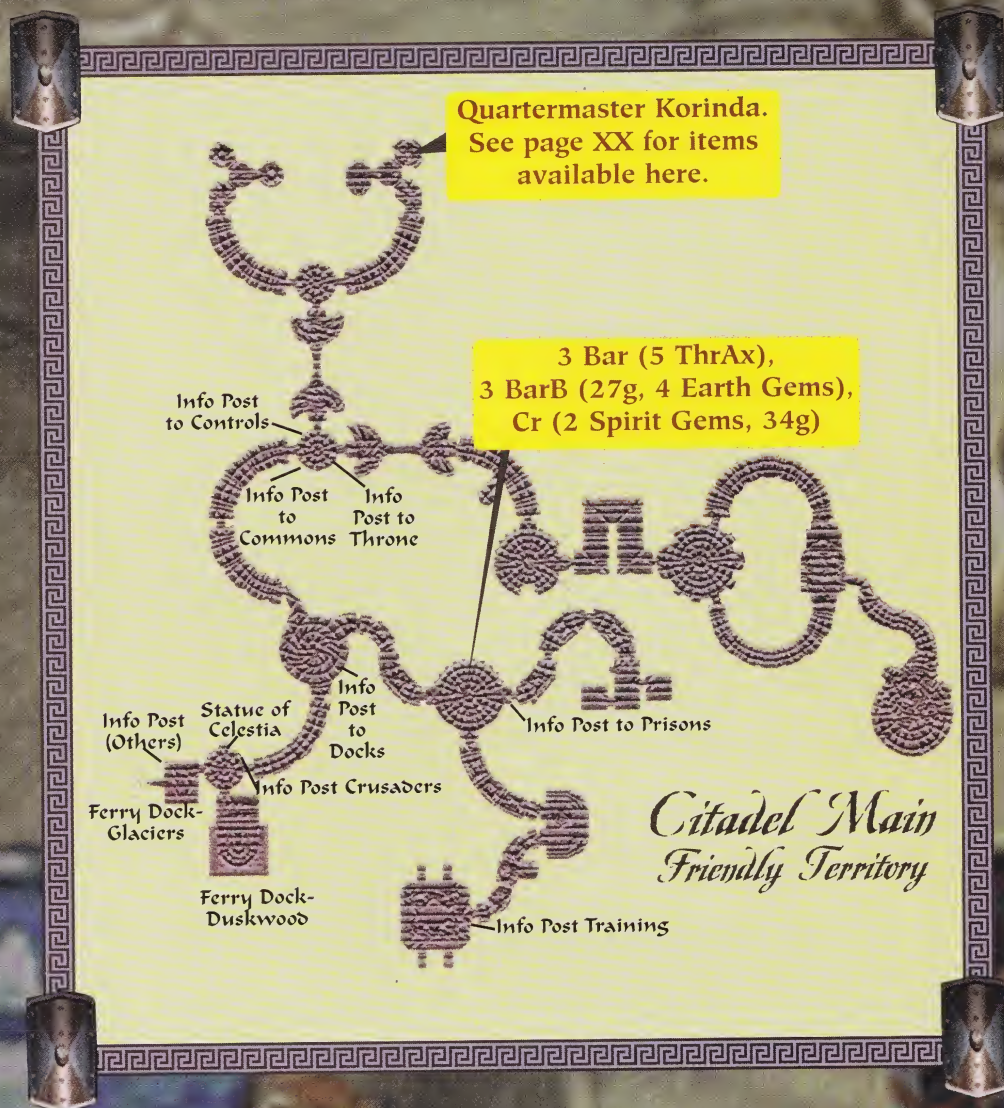 Quartermaster Korinda.
See page XX for items
available here.
3 Bar (5 ThrAx),
3 BarB (27g, 4 Earth Gems),
Cr (2 Spirit Gems, 34g)
Info Post
to Controls
Info Post
to
Commons
Info
Post to
Throne
Info
Post
to
Docks
Info Post to Prisons
Statue of
Celestia
Info Post
(Others)
Info Post Crusaders
Ferry Dock-
Glaciers
Ferry Dock-
Duskwood
Info Post Training
Citadel Main
Friendly Territory